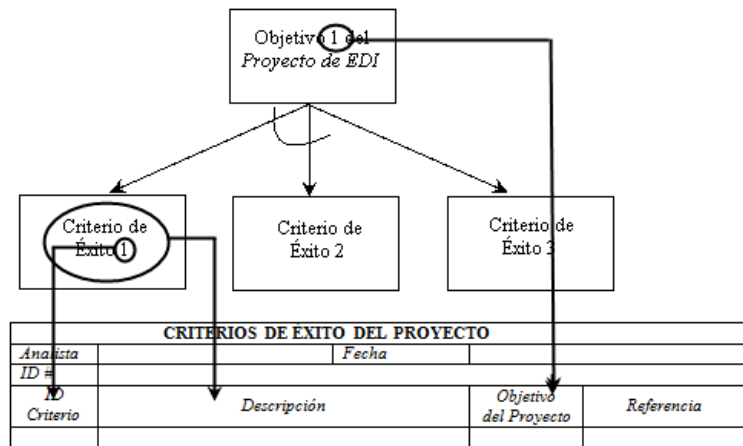 Objetivo 1 del
Proyecto de EDI
Criterio de
Éxito 1
Criterio de
Éxito 2
Criterio de
Éxito 3
CRITERIOS DE ÉXITO DEL PROYECTO
Analista
Fecha
ID #
ID
Criterio
Descripción
Objetivo
del Proyecto
Referencia